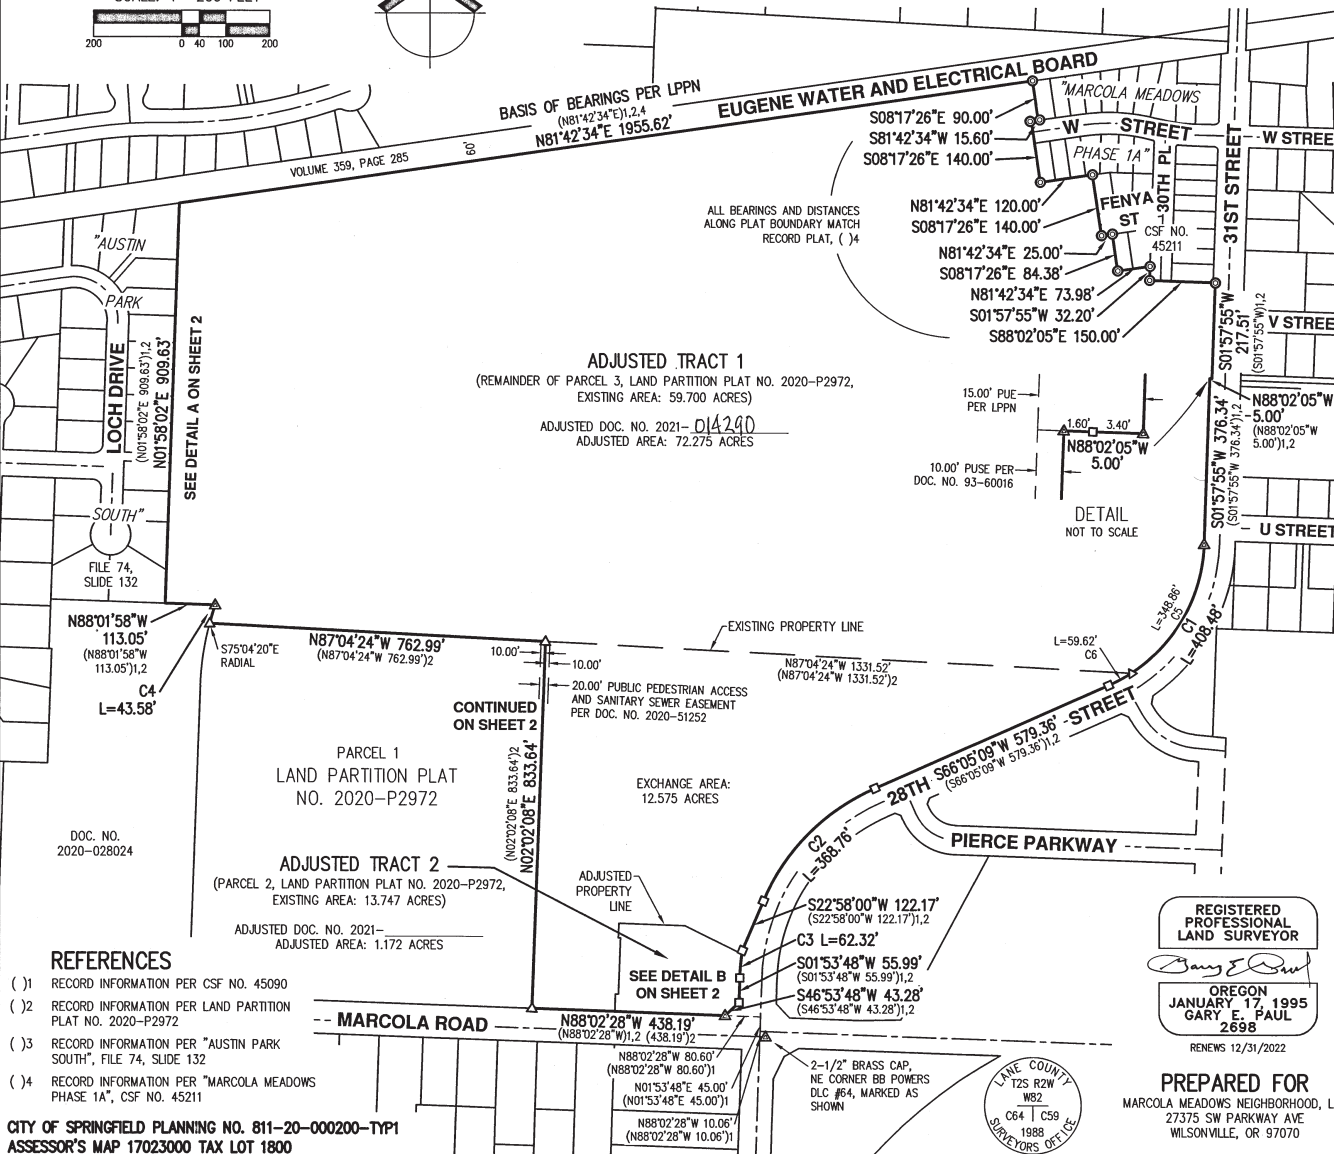 200 0 40 100 200
BASIS OF BEARINGS PER LPPN
(N81°42'34"E)1,2,4
N81°42'34"E 1955.62'
EUGENE WATER AND ELECTRICAL BOARD
VOLUME 359, PAGE 285
60'
S08°17'26"E 90.00'
S81°42'34"W 15.60'
S08°17'26"E 140.00'
N81°42'34"E 120.00'
S08°17'26"E 140.00'
N81°42'34"E 25.00'
S08°17'26"E 84.38'
N81°42'34"E 73.98'
S01°57'55"W 32.20'
S88°02'05"E 150.00'
ALL BEARINGS AND DISTANCES
ALONG PLAT BOUNDARY MATCH
RECORD PLAT, ( )4
"MARCOLA MEADOWS
W STREET
W STREE
PHASE 1A"
FENYA
ST
30TH PL
CSF NO.
45211
31ST STREET
"AUSTIN
PARK
SOUTH"
LOCH DRIVE
(N01°58'02"E 909.63')1,2
N01°58'02"E 909.63'
SEE DETAIL A ON SHEET 2
FILE 74,
SLIDE 132
ADJUSTED TRACT 1
(REMAINDER OF PARCEL 3, LAND PARTITION PLAT NO. 2020-P2972,
EXISTING AREA: 59.700 ACRES)
ADJUSTED DOC. NO. 2021-014290
ADJUSTED AREA: 72.275 ACRES
S01°57'55"W
217.51'
(S01°57'55"W)1,2
V STREE
N88°02'05"W
5.00'
(N88°02'05"W
5.00')1,2
S01°57'55"W 376.34'
(S01°57'55"W 376.34')1,2
U STREET
15.00' PUE
PER LPPN
1.60' 3.40'
N88°02'05"W
5.00'
10.00' PUSE PER
DOC. NO. 93-60016
DETAIL
NOT TO SCALE
N88°01'58"W
113.05'
(N88°01'58"W
113.05')1,2
C4
L=43.58'
S75°04'20"E
RADIAL
N87°04'24"W 762.99'
(N87°04'24"W 762.99')2
10.00'
10.00'
EXISTING PROPERTY LINE
N87°04'24"W 1331.52'
(N87°04'24"W 1331.52')2
L=348.86'
C5
C1
L=408.48'
L=59.62'
C6
20.00' PUBLIC PEDESTRIAN ACCESS
AND SANITARY SEWER EASEMENT
PER DOC. NO. 2020-51252
CONTINUED
ON SHEET 2
(N02°02'08"E 833.64')2
N02°02'08"E 833.64'
PARCEL 1
LAND PARTITION PLAT
NO. 2020-P2972
EXCHANGE AREA:
12.575 ACRES
28TH STREET
S66°05'09"W 579.36'
(S66°05'09"W 579.36')1,2
C2
L=368.76'
PIERCE PARKWAY
DOC. NO.
2020-028024
ADJUSTED TRACT 2
(PARCEL 2, LAND PARTITION PLAT NO. 2020-P2972,
EXISTING AREA: 13.747 ACRES)
ADJUSTED DOC. NO. 2021-
ADJUSTED AREA: 1.172 ACRES
ADJUSTED
PROPERTY
LINE
SEE DETAIL B
ON SHEET 2
S22°58'00"W 122.17'
(S22°58'00"W 122.17')1,2
C3 L=62.32'
S01°53'48"W 55.99'
(S01°53'48"W 55.99')1,2
S46°53'48"W 43.28'
(S46°53'48"W 43.28')1,2
MARCOLA ROAD
N88°02'28"W 438.19'
(N88°02'28"W)1,2 (438.19')2
N88°02'28"W 80.60'
(N88°02'28"W 80.60')1
N01°53'48"E 45.00'
(N01°53'48"E 45.00')1
N88°02'28"W 10.06'
(N88°02'28"W 10.06')1
2-1/2" BRASS CAP,
NE CORNER BB POWERS
DLC #64, MARKED AS
SHOWN
LANE COUNTY
T2S R2W
W82
C64 C59
1988
SURVEYORS OFFICE
REGISTERED
PROFESSIONAL
LAND SURVEYOR
OREGON
JANUARY 17, 1995
GARY E. PAUL
2698
RENEWS 12/31/2022
PREPARED FOR
MARCOLA MEADOWS NEIGHBORHOOD, L
27375 SW PARKWAY AVE
WILSONVILLE, OR 97070
REFERENCES
( )1 RECORD INFORMATION PER CSF NO. 45090
( )2 RECORD INFORMATION PER LAND PARTITION
PLAT NO. 2020-P2972
( )3 RECORD INFORMATION PER "AUSTIN PARK
SOUTH", FILE 74, SLIDE 132
( )4 RECORD INFORMATION PER "MARCOLA MEADOWS
PHASE 1A", CSF NO. 45211
CITY OF SPRINGFIELD PLANNING NO. 811-20-000200-TYP1
ASSESSOR'S MAP 17023000 TAX LOT 1800